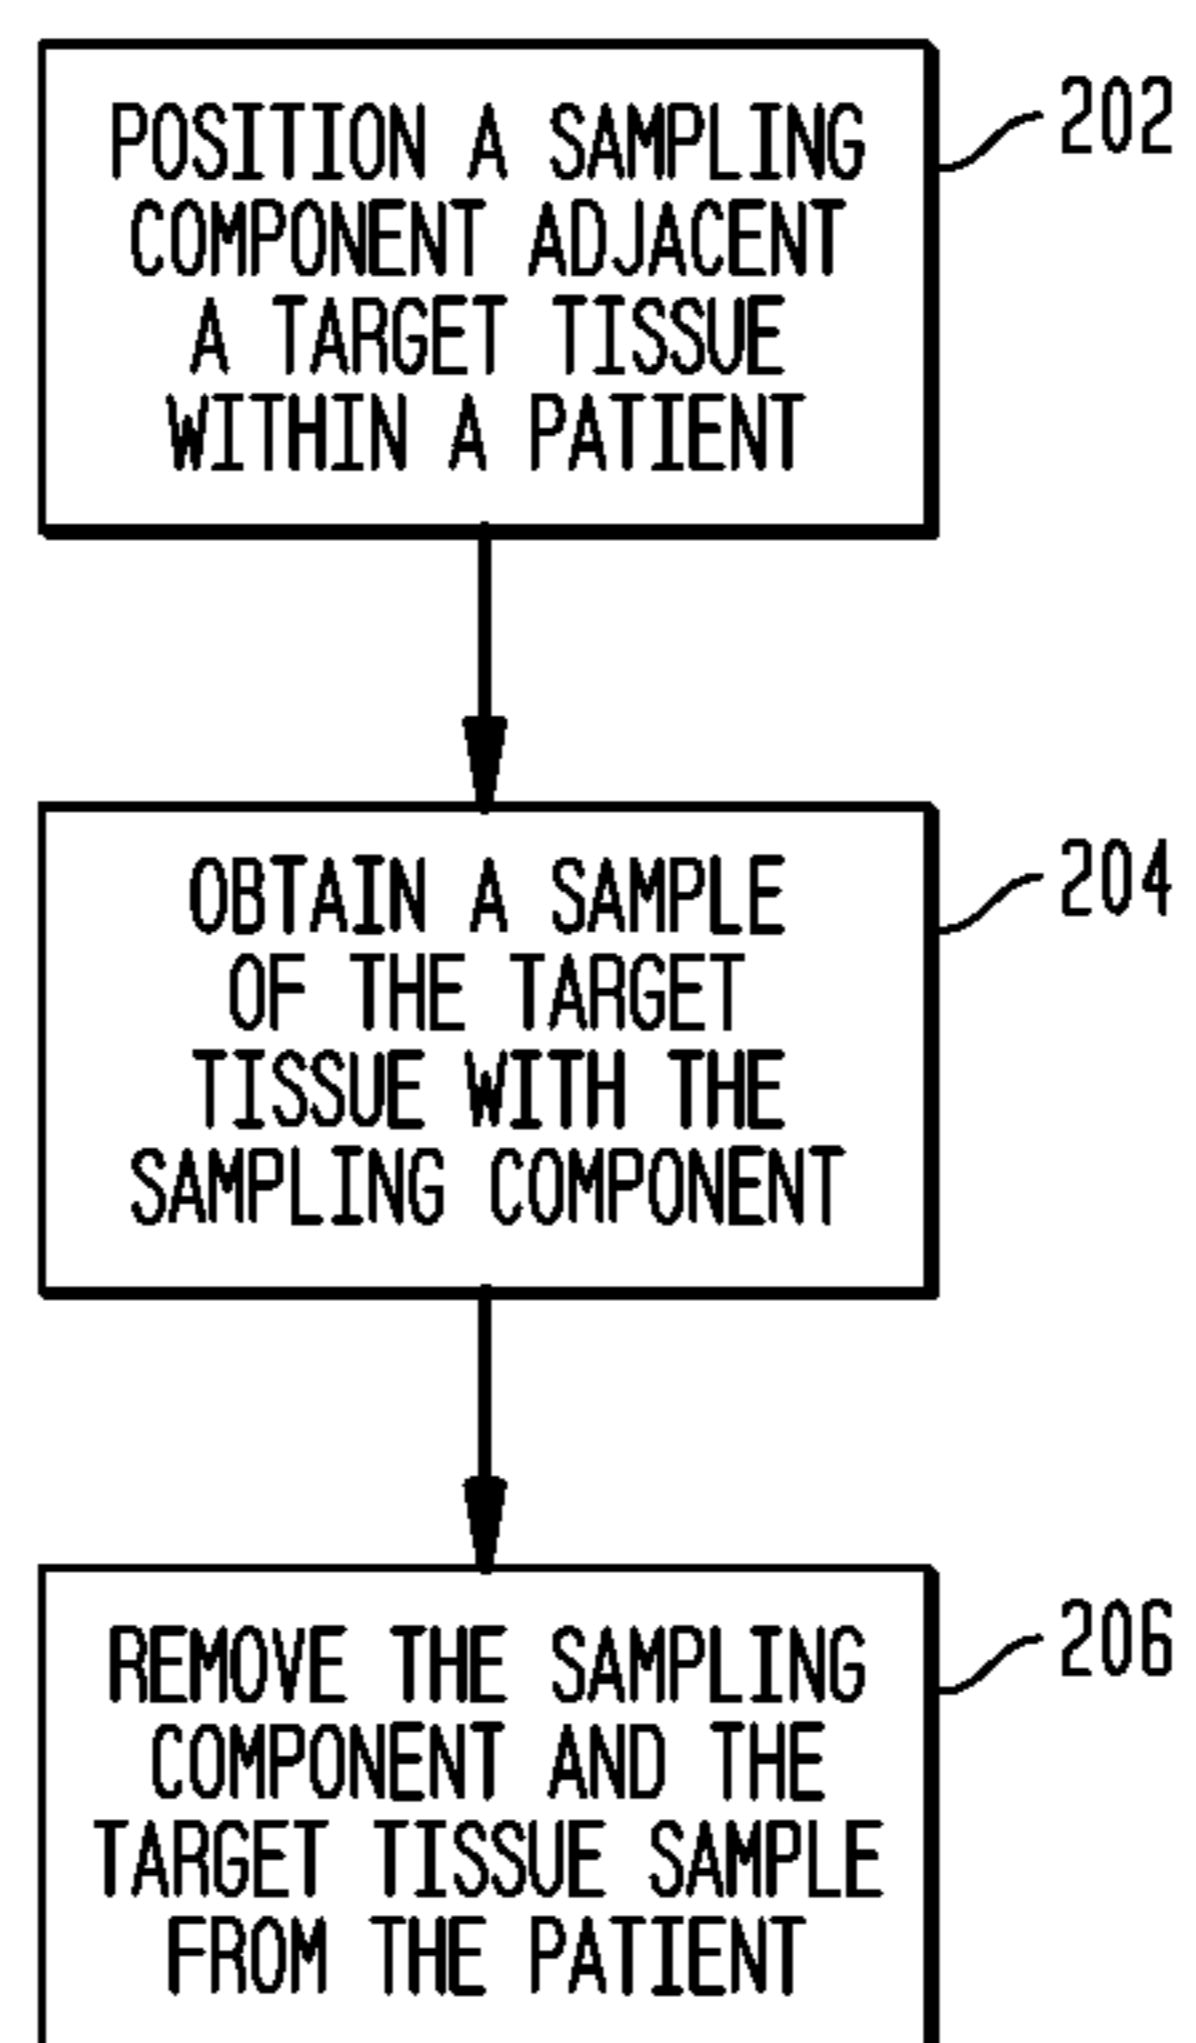 POSITION A SAMPLING
COMPONENT ADJACENT
A TARGET TISSUE
WITHIN A PATIENT
202
OBTAIN A SAMPLE
OF THE TARGET
TISSUE WITH THE
SAMPLING COMPONENT
204
REMOVE THE SAMPLING
COMPONENT AND THE
TARGET TISSUE SAMPLE
FROM THE PATIENT
206